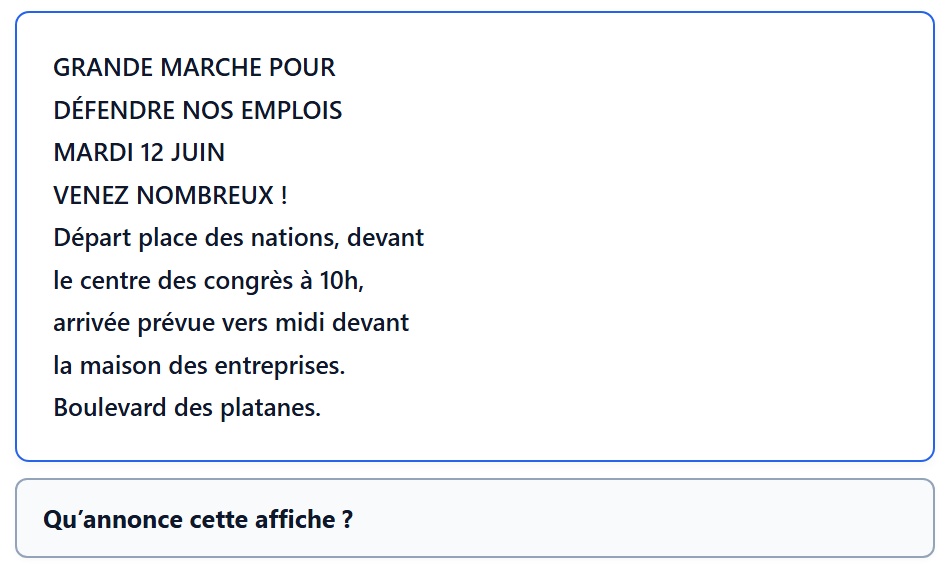 GRANDE MARCHE POUR
DÉFENDRE NOS EMPLOIS
MARDI 12 JUIN
VENEZ NOMBREUX !
Départ place des nations, devant
le centre des congrès à 10h,
arrivée prévue vers midi devant
la maison des entreprises.
Boulevard des platanes.
Qu’annonce cette affiche ?